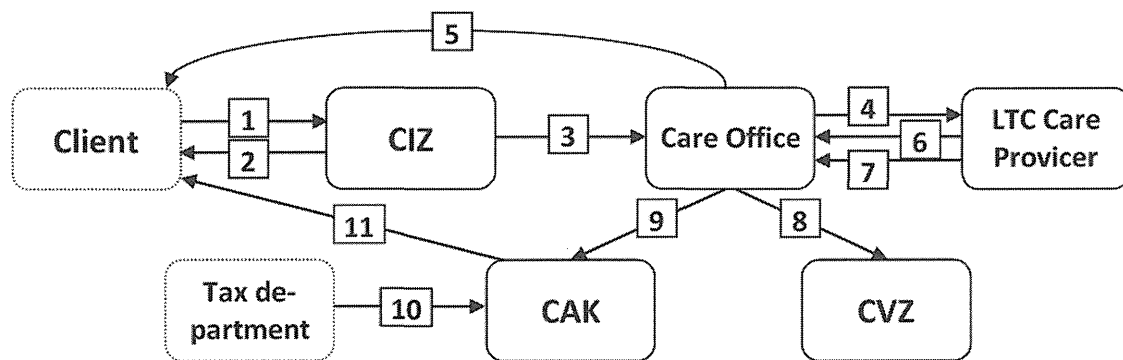 5
Client
1
2
CIZ
3
Care Office
4
6
7
LTC Care
Provicer
11
9
8
Tax de-
partment
10
CAK
CVZ